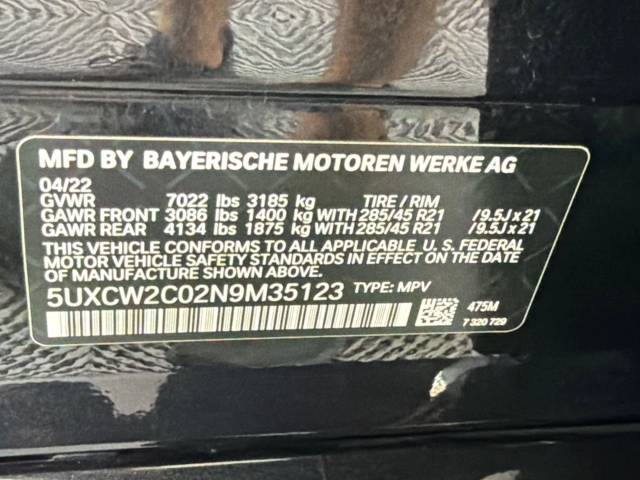 MFD BY BAYERISCHE MOTOREN WERKE AG
04/22
GVWR 7022 lbs 3185 kg TIRE / RIM
GAWR FRONT 3086 lbs 1400 kg WITH 285/45 R21 / 9.5J x 21
GAWR REAR 4134 lbs 1875 kg WITH 285/45 R21 / 9.5J x 21
THIS VEHICLE CONFORMS TO ALL APPLICABLE U. S. FEDERAL
MOTOR VEHICLE SAFETY STANDARDS IN EFFECT ON THE
DATE OF MANUFACTURE SHOWN ABOVE.
5UXCW2C02N9M35123 TYPE: MPV
475M
7 320 729